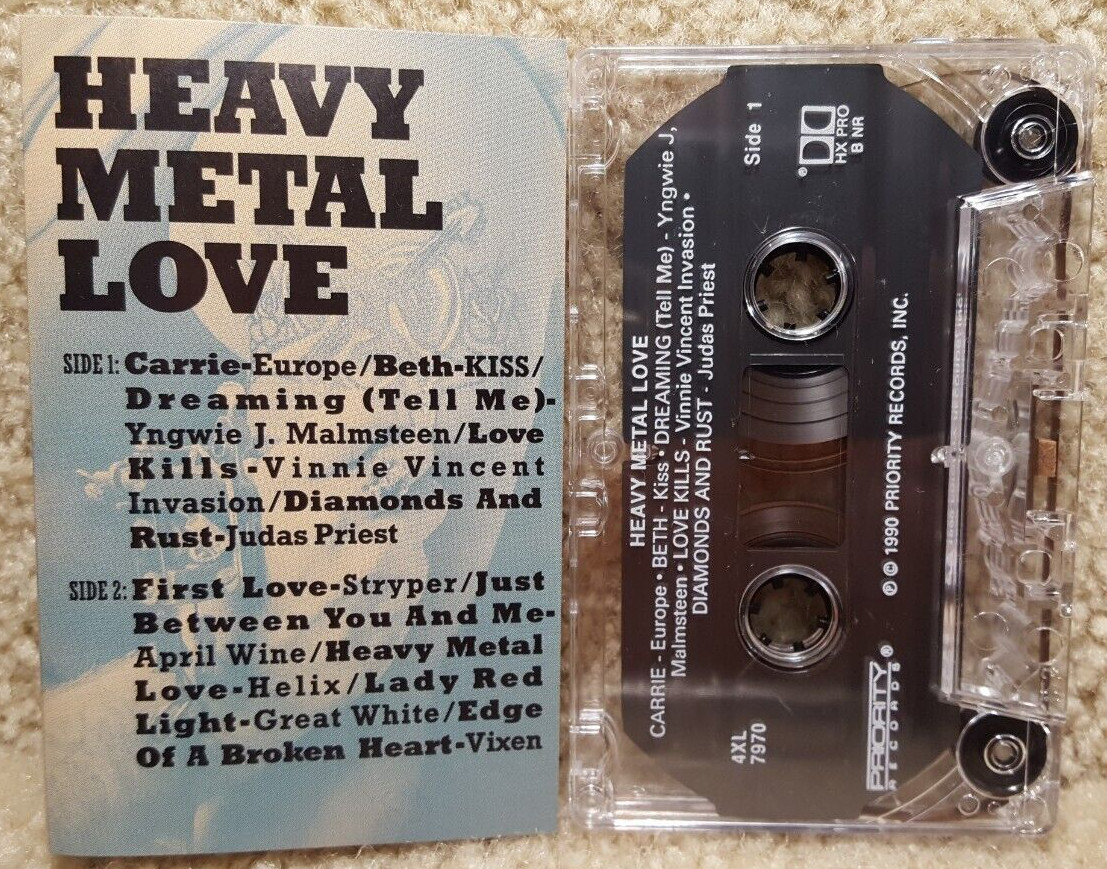 HEAVY
METAL
LOVE
SIDE 1: Carrie-Europe/Beth-KISS/
Dreaming (Tell Me)-
Yngwie J. Malmsteen/Love
Kills-Vinnie Vincent
Invasion/Diamonds And
Rust-Judas Priest
SIDE 2: First Love-Stryper/Just
Between You And Me-
April Wine/Heavy Metal
Love-Helix/Lady Red
Light-Great White/Edge
Of A Broken Heart-Vixen
HEAVY METAL LOVE
CARRIE - Europe • BETH - Kiss • DREAMING (Tell Me) - Yngwie J,
Malmsteen • LOVE KILLS - Vinnie Vincent Invasion •
DIAMONDS AND RUST - Judas Priest
Side 1
®
HX PRO
B NR
4XL
7970
℗ © 1990 PRIORITY RECORDS, INC.
PRIORITY ®
RECORDS